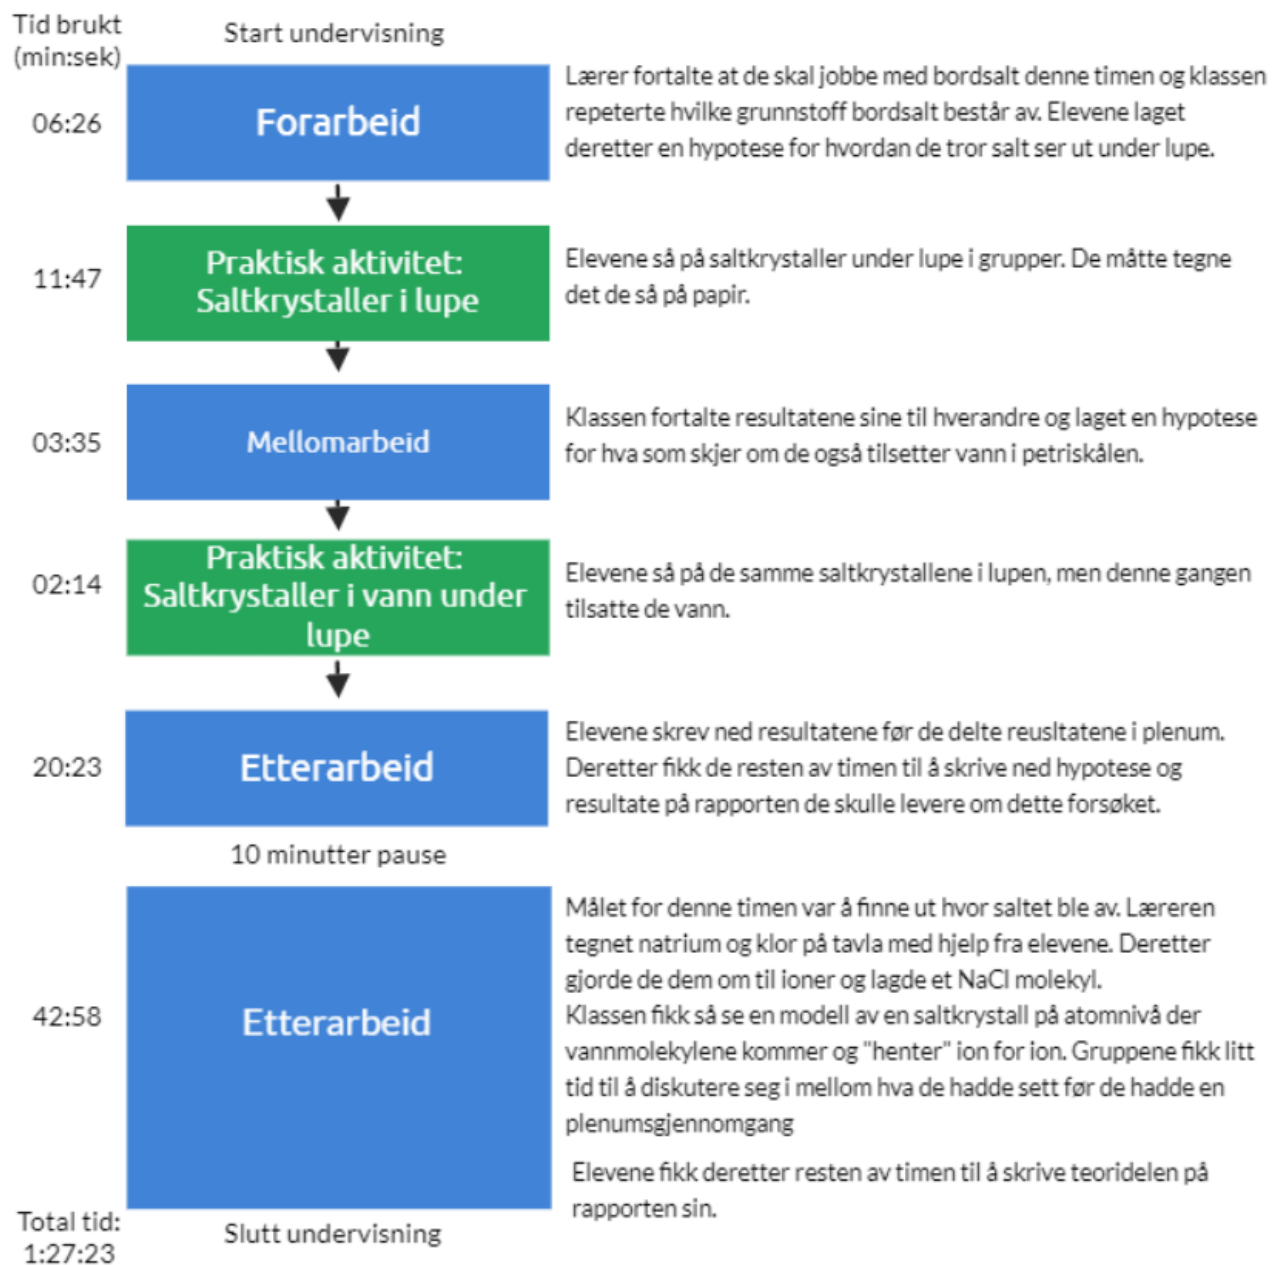 Tid brukt
(min:sek)
Start undervisning
06:26
Forarbeid
Lærer fortalte at de skal jobbe med bordsalt denne timen og klassen
repeterte hvilke grunnstoff bordsalt består av. Elevene laget
deretter en hypotese for hvordan de tror salt ser ut under lupe.
11:47
Praktisk aktivitet:
Saltkrystaller i lupe
Elevene så på saltkrystaller under lupe i grupper. De måtte tegne
det de så på papir.
03:35
Mellomarbeid
Klassen fortalte resultatene sine til hverandre og laget en hypotese
for hva som skjer om de også tilsetter vann i petriskålen.
02:14
Praktisk aktivitet:
Saltkrystaller i vann under
lupe
Elevene så på de samme saltkrystallene i lupen, men denne gangen
tilsatte de vann.
20:23
Etterarbeid
Elevene skrev ned resultatene før de delte reusltatene i plenum.
Deretter fikk de resten av timen til å skrive ned hypotese og
resultate på rapporten de skulle levere om dette forsøket.
10 minutter pause
42:58
Etterarbeid
Målet for denne timen var å finne ut hvor saltet ble av. Læreren
tegnet natrium og klor på tavla med hjelp fra elevene. Deretter
gjorde de dem om til ioner og lagde et NaCl molekyl.
Klassen fikk så se en modell av en saltkrystall på atomnivå der
vannmolekylene kommer og "henter" ion for ion. Gruppene fikk litt
tid til å diskutere seg i mellom hva de hadde sett før de hadde en
plenumsgjennomgang
Elevene fikk deretter resten av timen til å skrive teoridelen på
rapporten sin.
Total tid:
1:27:23
Slutt undervisning